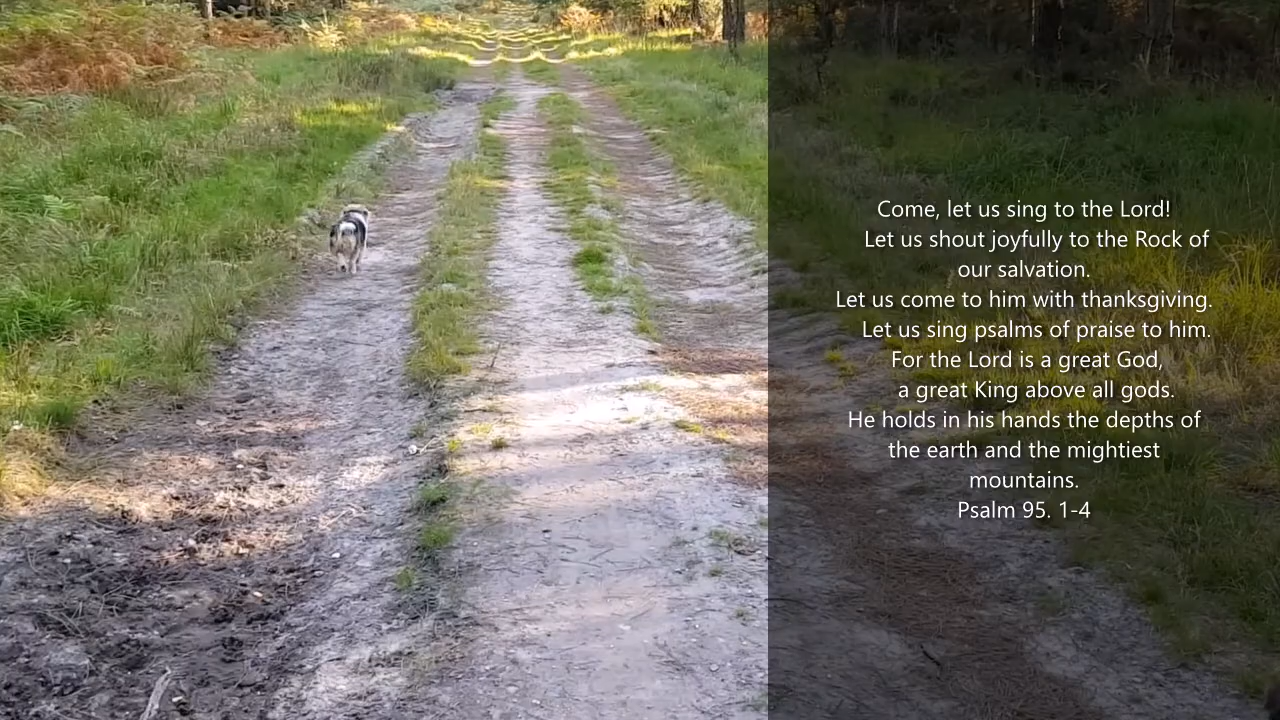 Come, let us sing to the Lord!
Let us shout joyfully to the Rock of
our salvation.
Let us come to him with thanksgiving.
Let us sing psalms of praise to him.
For the Lord is a great God,
a great King above all gods.
He holds in his hands the depths of
the earth and the mightiest
mountains.
Psalm 95. 1-4